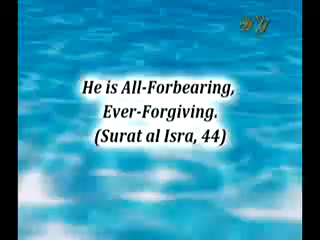 He is All-Forbearing,
Ever-Forgiving.
(Surat al Isra, 44)